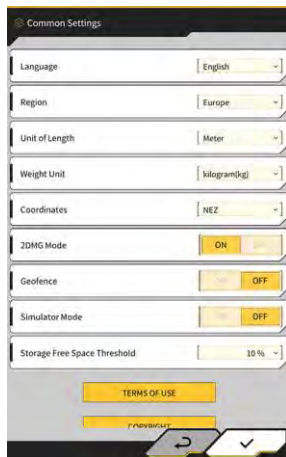 Common Settings
Language English
Region Europe
Unit of Length Meter
Weight Unit kilogram(kg)
Coordinates NEZ
2DMG Mode ON
Geofence OFF
Simulator Mode OFF
Storage Free Space Threshold 10 %
TERMS OF USE
COPYRIGHT